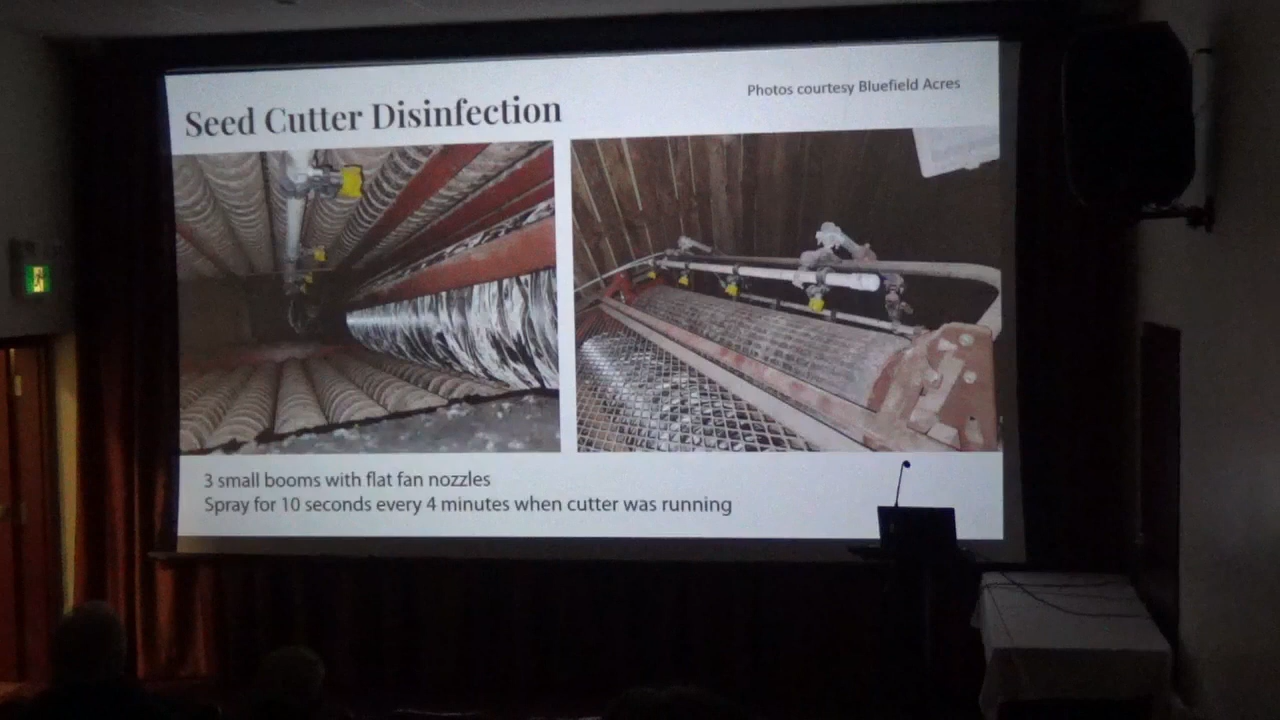 Photos courtesy Bluefield Acres
Seed Cutter Disinfection
3 small booms with flat fan nozzles
Spray for 10 seconds every 4 minutes when cutter was running